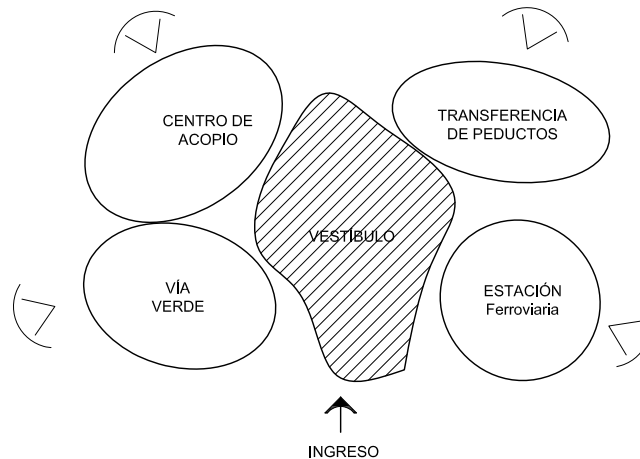 CENTRO DE
ACOPIO
TRANSFERENCIA
DE PEDUCTOS
VESTÍBULO
VÍA
VERDE
ESTACIÓN
Ferroviaria
INGRESO